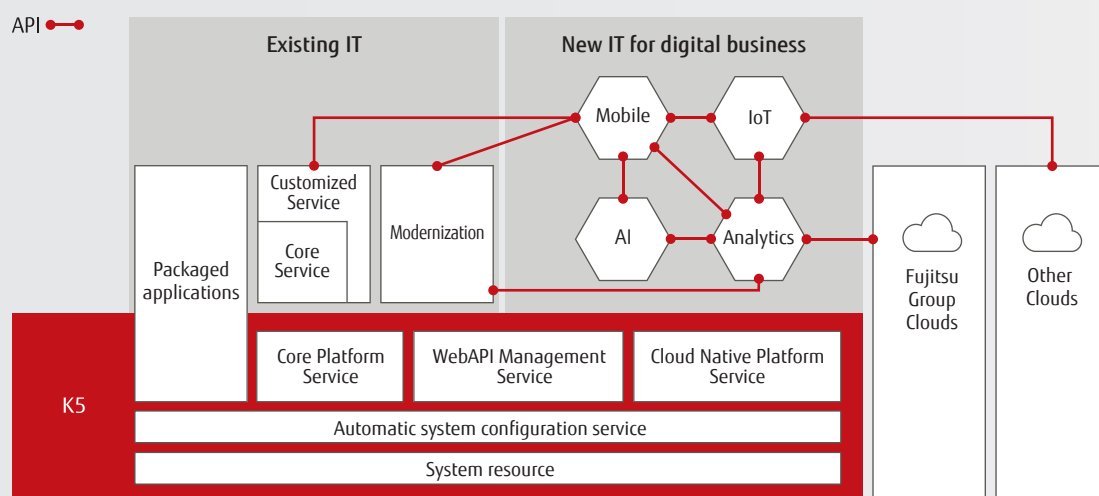 API
Existing IT
New IT for digital business
Mobile
IoT
Customized
Service
Core
Service
Modernization
AI
Analytics
Packaged
applications
Fujitsu
Group
Clouds
Other
Clouds
K5
Core Platform
Service
WebAPI Management
Service
Cloud Native Platform
Service
Automatic system configuration service
System resource